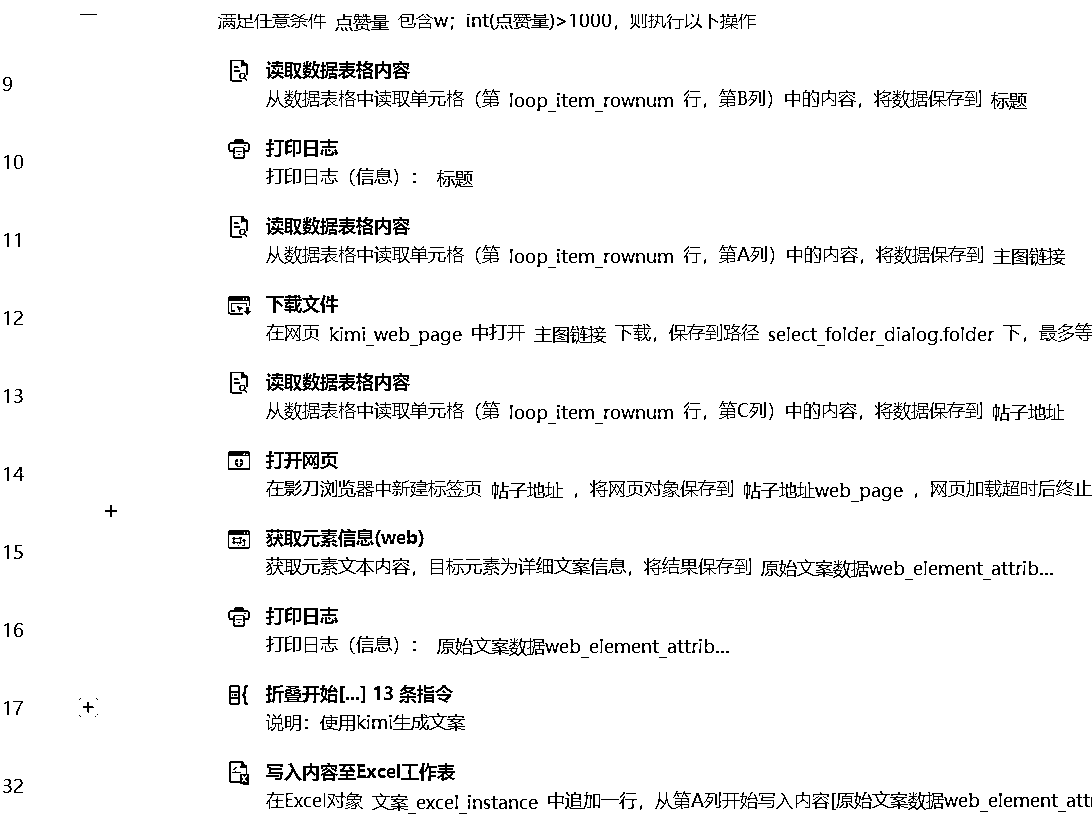 满足任意条件 点赞量 包含w；int(点赞量)>1000，则执行以下操作
9
读取数据表格内容
从数据表格中读取单元格（第 loop_item_rownum 行，第B列）中的内容，将数据保存到 标题
10
打印日志
打印日志（信息）： 标题
11
读取数据表格内容
从数据表格中读取单元格（第 loop_item_rownum 行，第A列）中的内容，将数据保存到 主图链接
12
下载文件
在网页 kimi_web_page 中打开 主图链接 下载，保存到路径 select_folder_dialog.folder 下，最多等
13
读取数据表格内容
从数据表格中读取单元格（第 loop_item_rownum 行，第C列）中的内容，将数据保存到 帖子地址
14
打开网页
在影刀浏览器中新建标签页 帖子地址 ，将网页对象保存到 帖子地址web_page ，网页加载超时后终止
15
获取元素信息(web)
获取元素文本内容，目标元素为详细文案信息，将结果保存到 原始文案数据web_element_attrib...
16
打印日志
打印日志（信息）： 原始文案数据web_element_attrib...
17
折叠开始[...] 13 条指令
说明：使用kimi生成文案
32
写入内容至Excel工作表
在Excel对象 文案_excel_instance 中追加一行，从第A列开始写入内容[原始文案数据web_element_attr